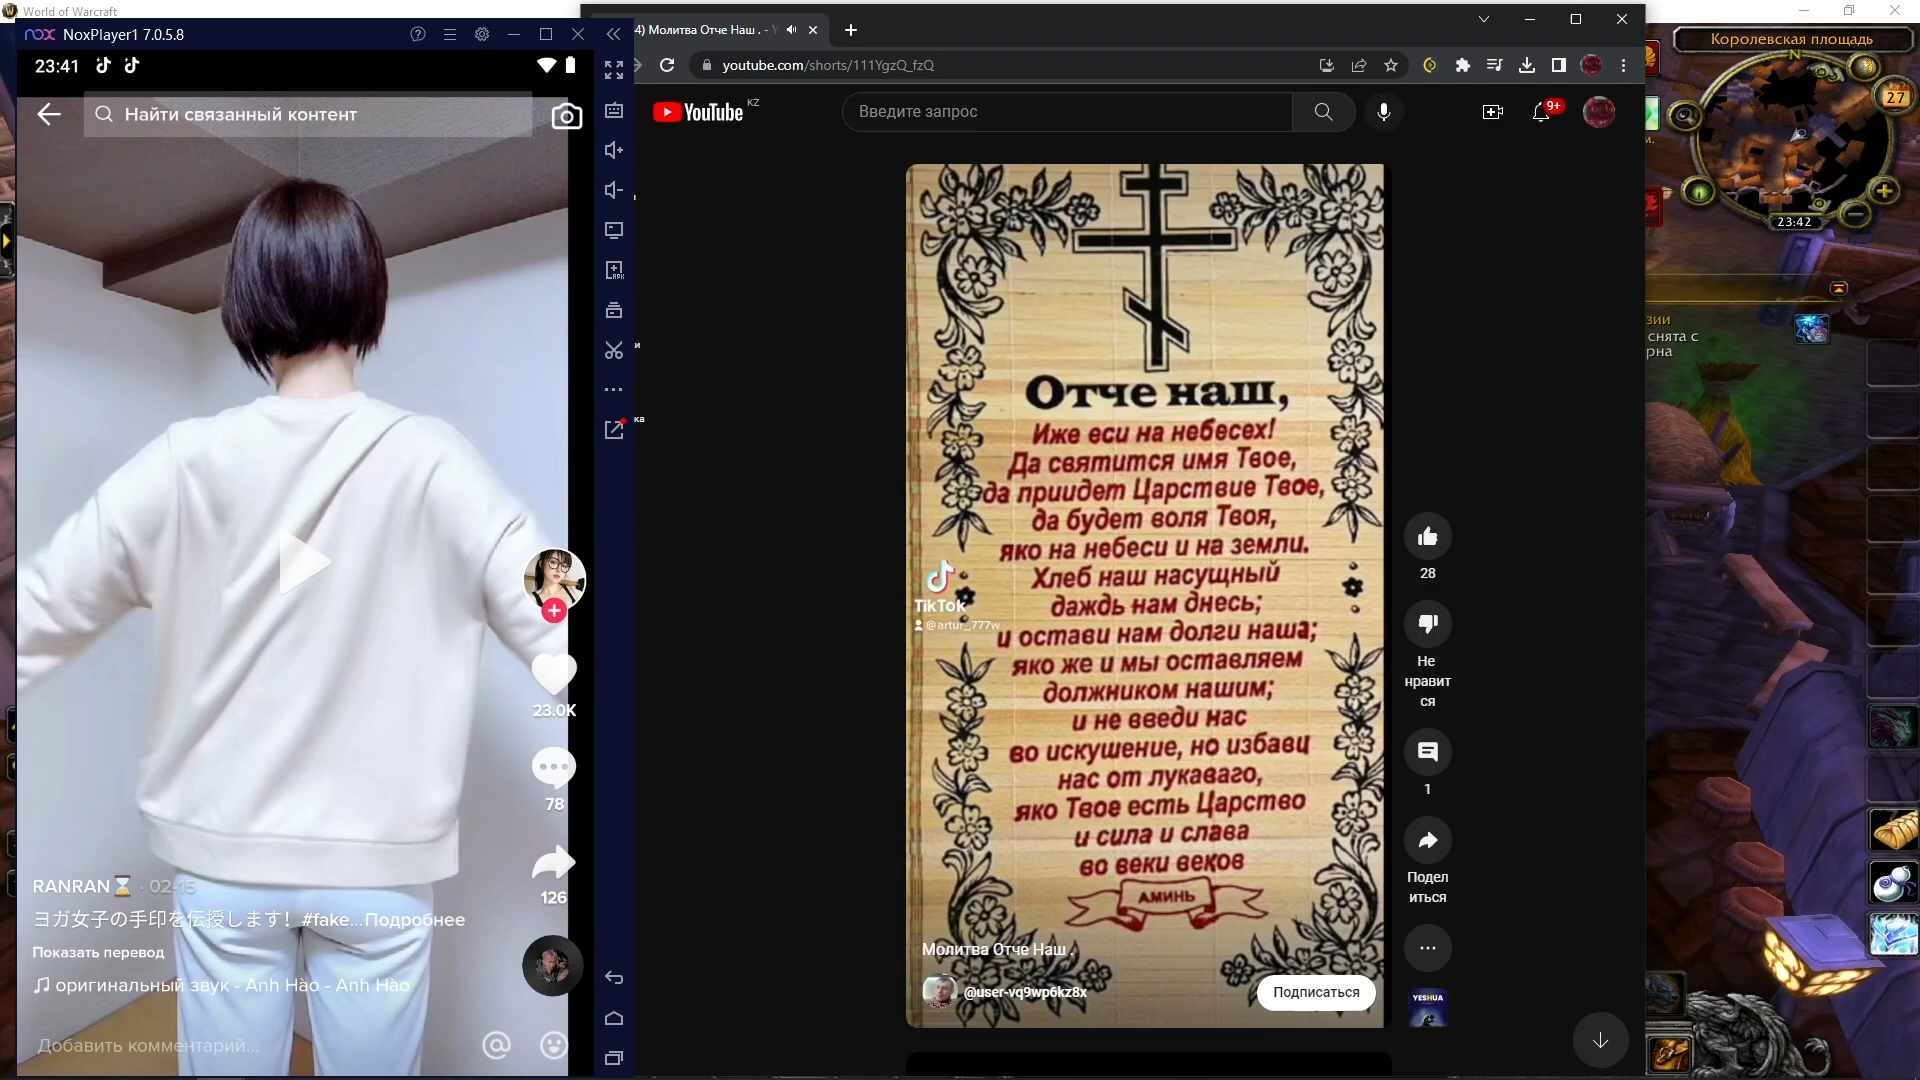 World of Warcraft
nox NoxPlayer1 7.0.5.8
23:41
Найти связанный контент
23.0K
78
126
RANRAN⏳ · 02-15
ヨガ女子の手印を伝授します! #fake...Подробнее
Показать перевод
оригинальный звук - Anh Hào - Anh Hào
Добавить комментарий...
4) Молитва Отче Наш . - Y
youtube.com/shorts/111YgzQ_fzQ
YouTube KZ
Введите запрос
9+
Отче наш,
Иже еси на небесех!
Да святится имя Твое,
да приидет Царствие Твое,
да будет воля Твоя,
яко на небеси и на земли.
Хлеб наш насущный
даждь нам днесь;
и остави нам долги наша;
яко же и мы оставляем
должником нашим;
и не введи нас
во искушение, но избави
нас от лукаваго,
яко Твое есть Царство
и сила и слава
во веки веков
АМИНЬ
TikTok
@artur_777w
Молитва Отче Наш .
@user-vq9wp6kz8x
Подписаться
28
Не
нравит
ся
1
Подел
иться
YESHUA
Королевская площадь
N
27
23:42
зии
снята с
рна